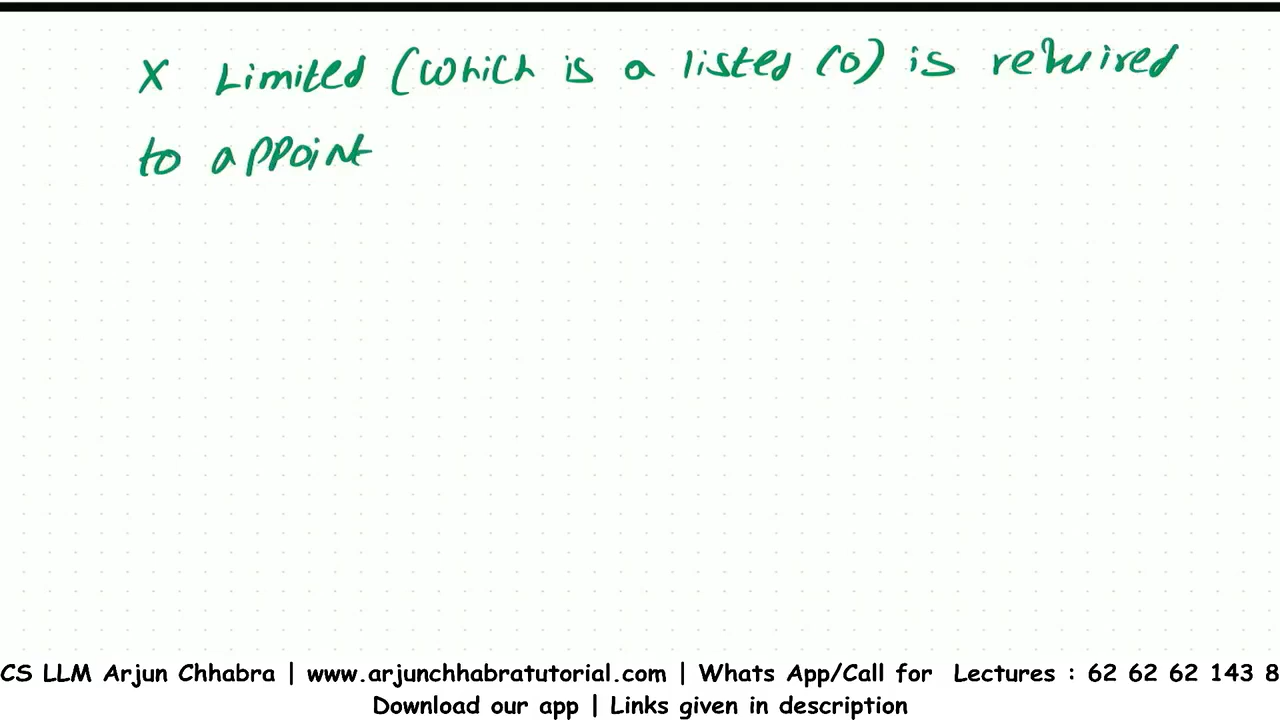 X Limited (which is a listed Co) is required
to appoint
CS LLM Arjun Chhabra | www.arjunchhabratutorial.com | Whats App/Call for Lectures : 62 62 62 143 8
Download our app | Links given in description